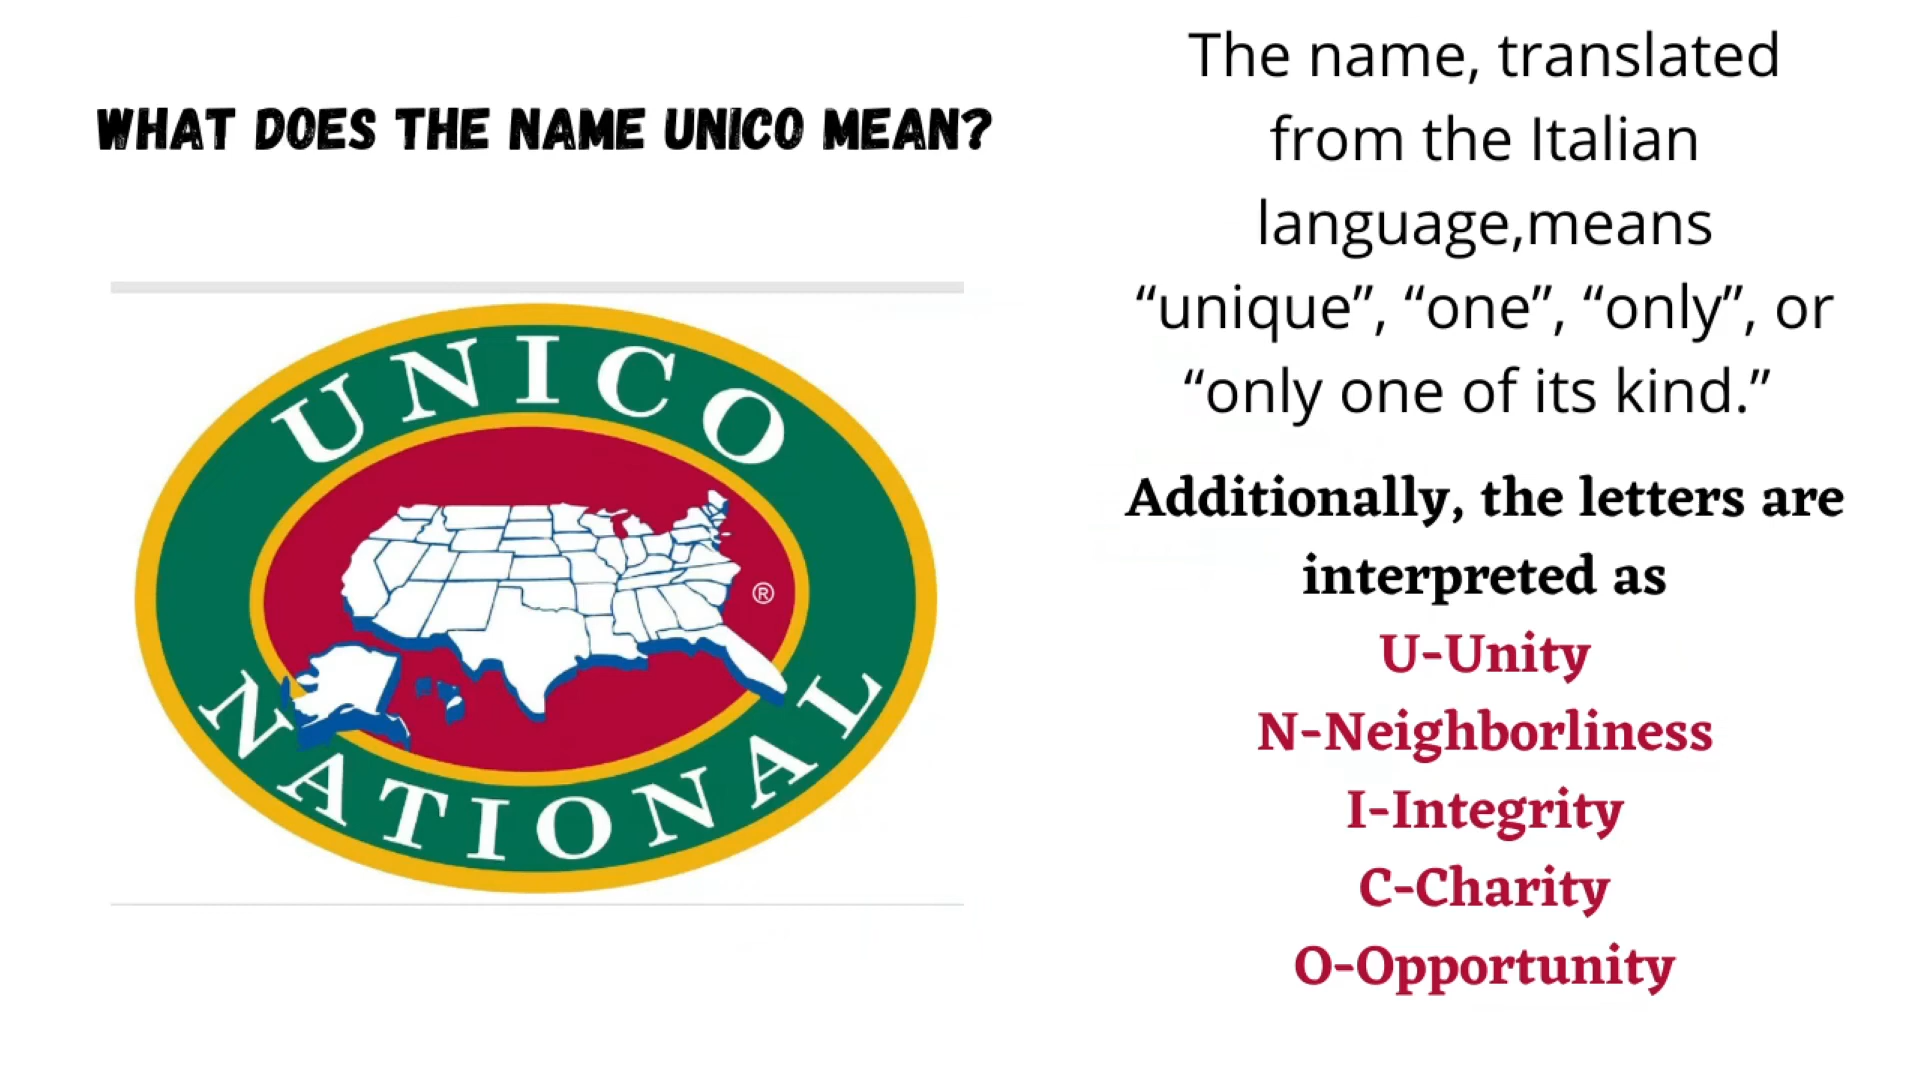 WHAT DOES THE NAME UNICO MEAN?
UNICO
®
NATIONAL
The name, translated
from the Italian
language,means
“unique”, “one”, “only”, or
“only one of its kind.”
Additionally, the letters are
interpreted as
U-Unity
N-Neighborliness
I-Integrity
C-Charity
O-Opportunity